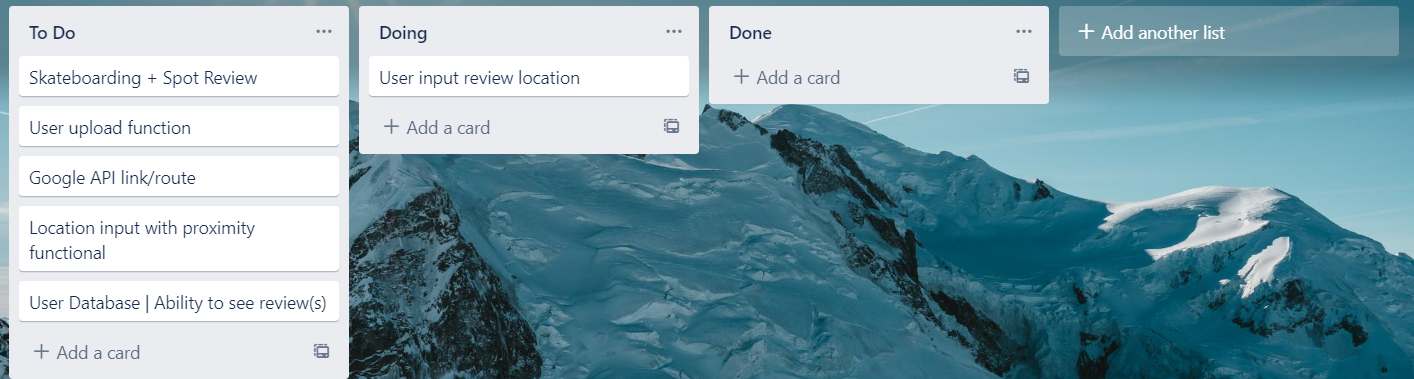 To Do
Skateboarding + Spot Review
User upload function
Google API link/route
Location input with proximity
functional
User Database | Ability to see review(s)
+ Add a card
Doing
User input review location
+ Add a card
Done
+ Add a card
+ Add another list